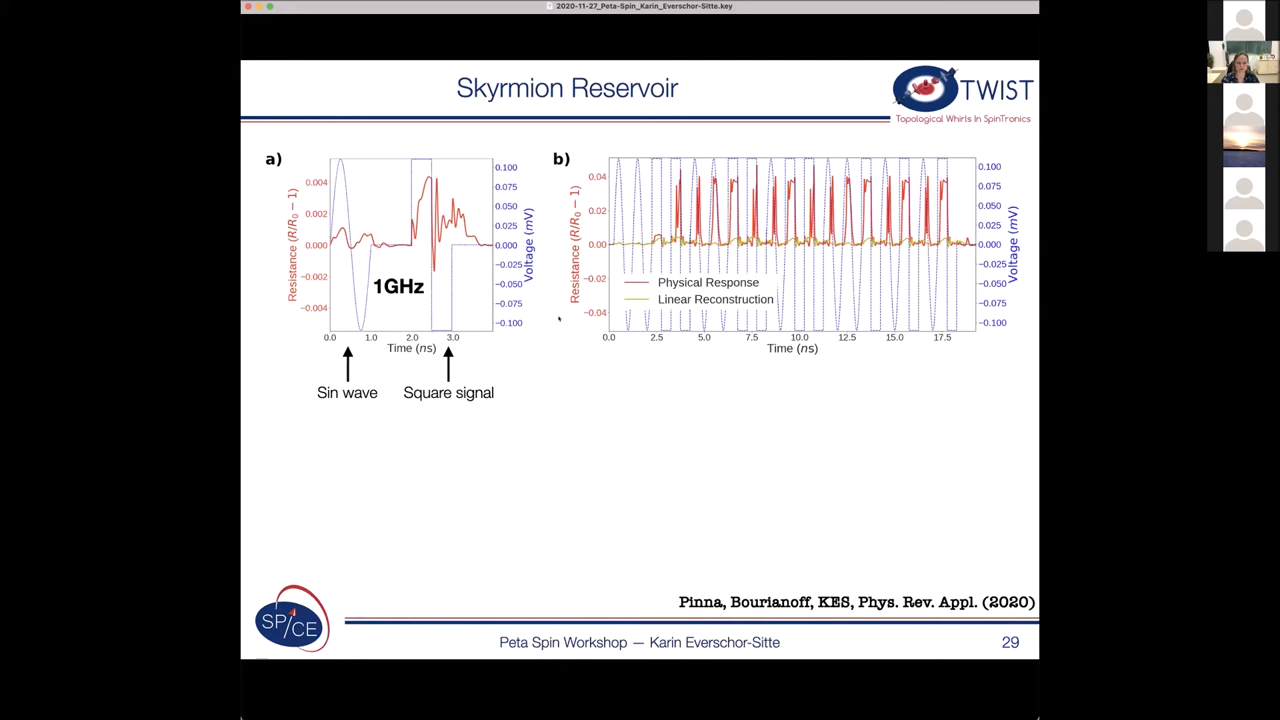 2020-11-27_Peta-Spin_Karin_Everschor-Sitte.key
Skyrmion Reservoir
TWIST
Topological Whirls In SpinTronics
a)
0.004
0.002
0.000
−0.002
−0.004
Resistance (R/R₀ − 1)
0.100
0.075
0.050
0.025
0.000
−0.025
−0.050
−0.075
−0.100
Voltage (mV)
1GHz
0.0 1.0 2.0 3.0
Time (ns)
Sin wave
Square signal
b)
0.04
0.02
0.00
−0.02
−0.04
Resistance (R/R₀ − 1)
Physical Response
Linear Reconstruction
0.100
0.075
0.050
0.025
0.000
−0.025
−0.050
−0.075
−0.100
Voltage (mV)
0.0 2.5 5.0 7.5 10.0 12.5 15.0 17.5
Time (ns)
Pinna, Bourianoff, KES, Phys. Rev. Appl. (2020)
SP/CE
Peta Spin Workshop — Karin Everschor-Sitte
29